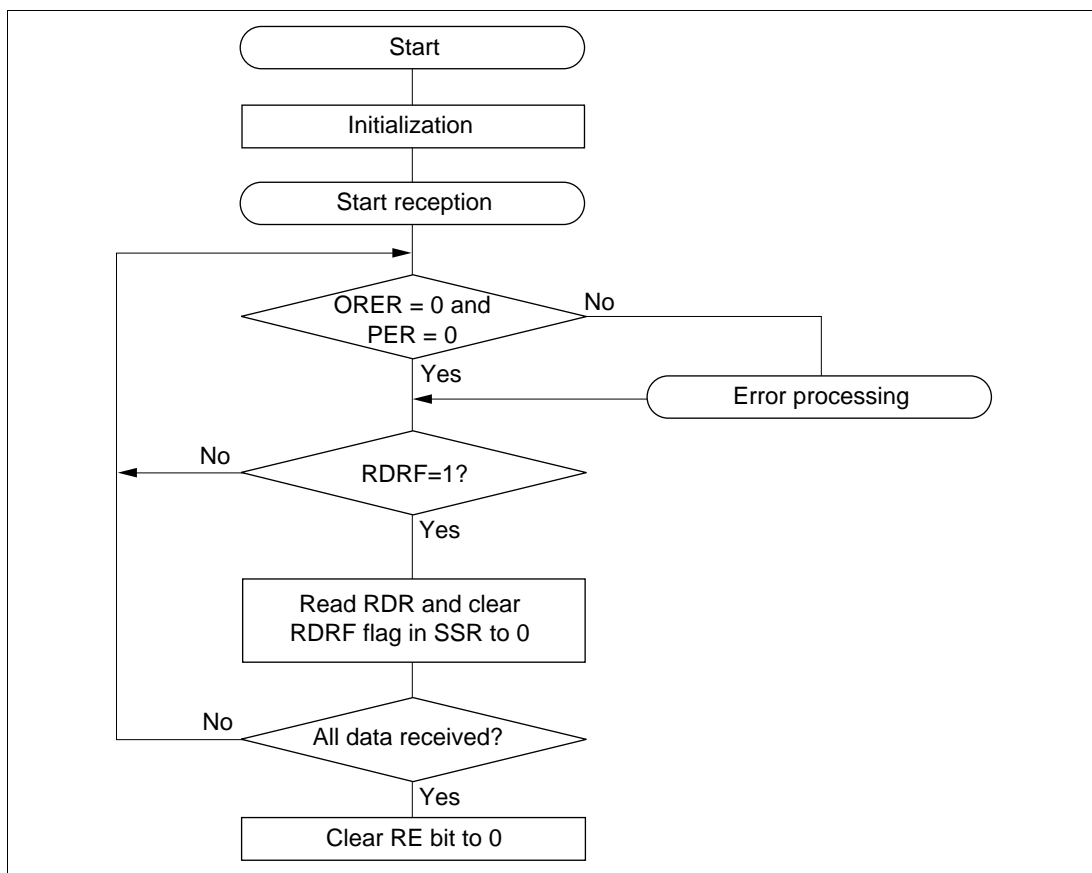 Start
Initialization
Start reception
ORER = 0 and
PER = 0
No
Yes
Error processing
No
RDRF=1?
Yes
Read RDR and clear
RDRF flag in SSR to 0
No
All data received?
Yes
Clear RE bit to 0